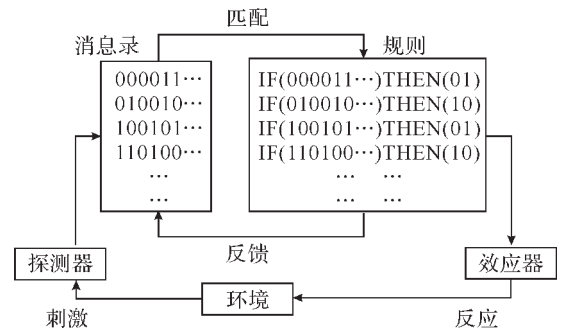 匹配
消息录
规则
000011…
010010…
100101…
110100…
…
…
IF(000011…)THEN(01)
IF(010010…)THEN(10)
IF(100101…)THEN(01)
IF(110100…)THEN(10)
… …
… …
反馈
探测器
效应器
环境
刺激
反应